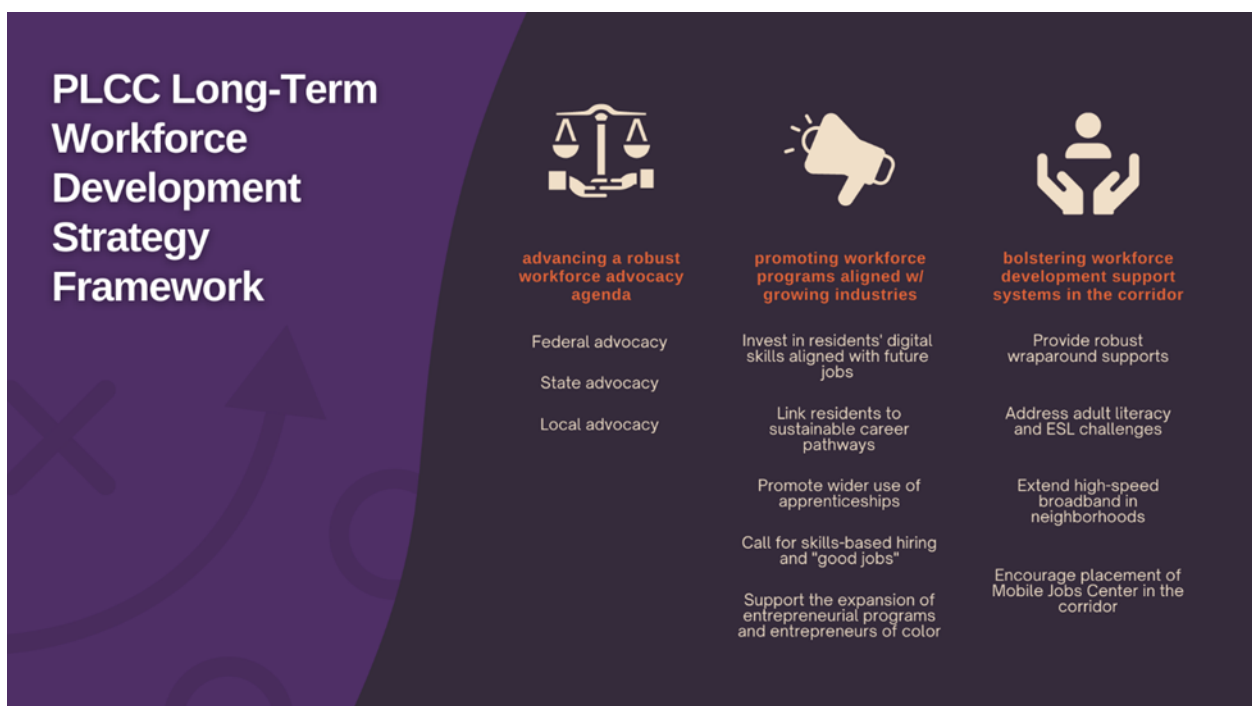 PLCC Long-Term
Workforce
Development
Strategy
Framework
advancing a robust
workforce advocacy
agenda
Federal advocacy
State advocacy
Local advocacy
promoting workforce
programs aligned w/
growing industries
Invest in residents' digital
skills aligned with future
jobs
Link residents to
sustainable career
pathways
Promote wider use of
apprenticeships
Call for skills-based hiring
and "good jobs"
Support the expansion of
entrepreneurial programs
and entrepreneurs of color
bolstering workforce
development support
systems in the corridor
Provide robust
wraparound supports
Address adult literacy
and ESL challenges
Extend high-speed
broadband in
neighborhoods
Encourage placement of
Mobile Jobs Center in the
corridor